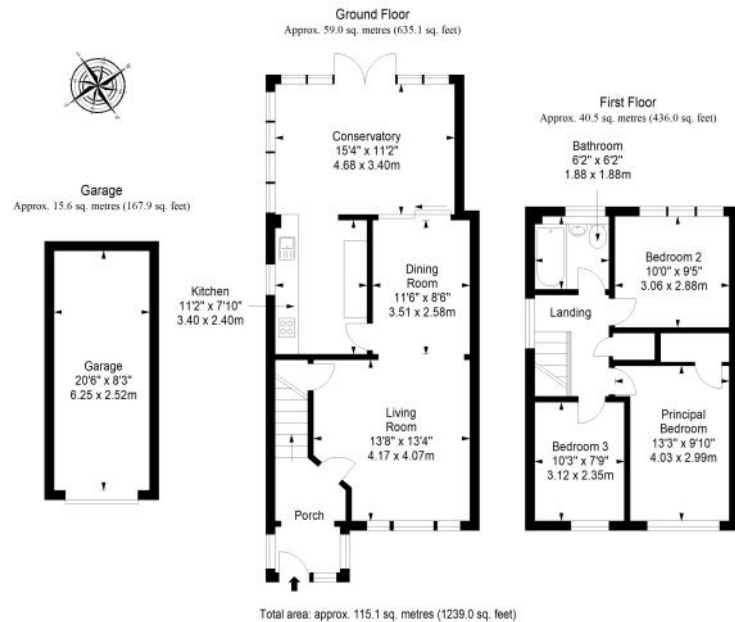 Ground Floor
Approx. 59.0 sq. metres (635.1 sq. feet)
Conservatory
15'4" x 11'2"
4.68 x 3.40m
Kitchen
11'2" x 7'10"
3.40 x 2.40m
Dining
Room
11'6" x 8'6"
3.51 x 2.58m
Living
Room
13'8" x 13'4"
4.17 x 4.07m
Porch
Garage
Approx. 15.6 sq. metres (167.9 sq. feet)
Garage
20'6" x 8'3"
6.25 x 2.52m
First Floor
Approx. 40.5 sq. metres (436.0 sq. feet)
Bathroom
6'2" x 6'2"
1.88 x 1.88m
Bedroom 2
10'0" x 9'5"
3.06 x 2.88m
Landing
Principal
Bedroom
13'3" x 9'10"
4.03 x 2.99m
Bedroom 3
10'3" x 7'9"
3.12 x 2.35m
Total area: approx. 115.1 sq. metres (1239.0 sq. feet)